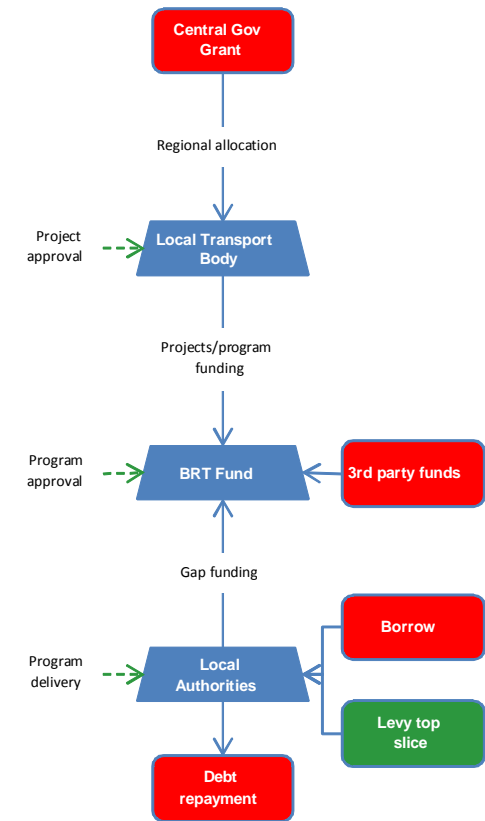 Central Gov
Grant
Regional allocation
Project
approval
Local Transport
Body
Projects/program
funding
Program
approval
BRT Fund
3rd party funds
Gap funding
Borrow
Program
delivery
Local
Authorities
Levy top
slice
Debt
repayment